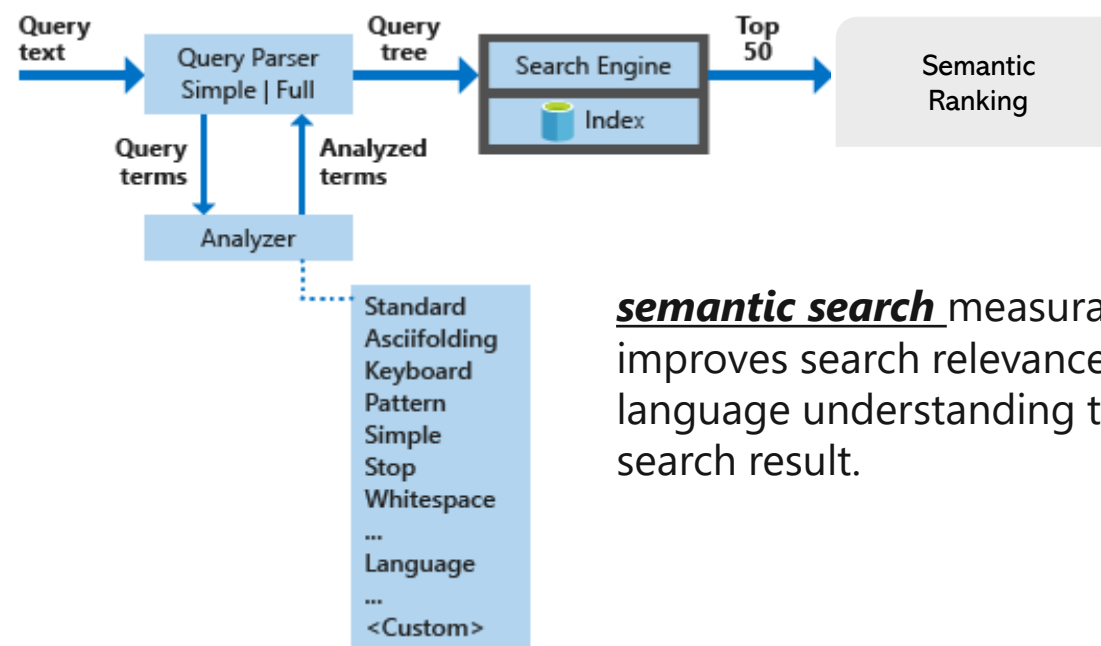 Query
text
Query Parser
Simple | Full
Query
tree
Search Engine
Index
Top
50
Semantic
Ranking
Query
terms
Analyzed
terms
Analyzer
Standard
Asciifolding
Keyboard
Pattern
Simple
Stop
Whitespace
...
Language
...
<Custom>
semantic search measura
improves search relevance
language understanding t
search result.